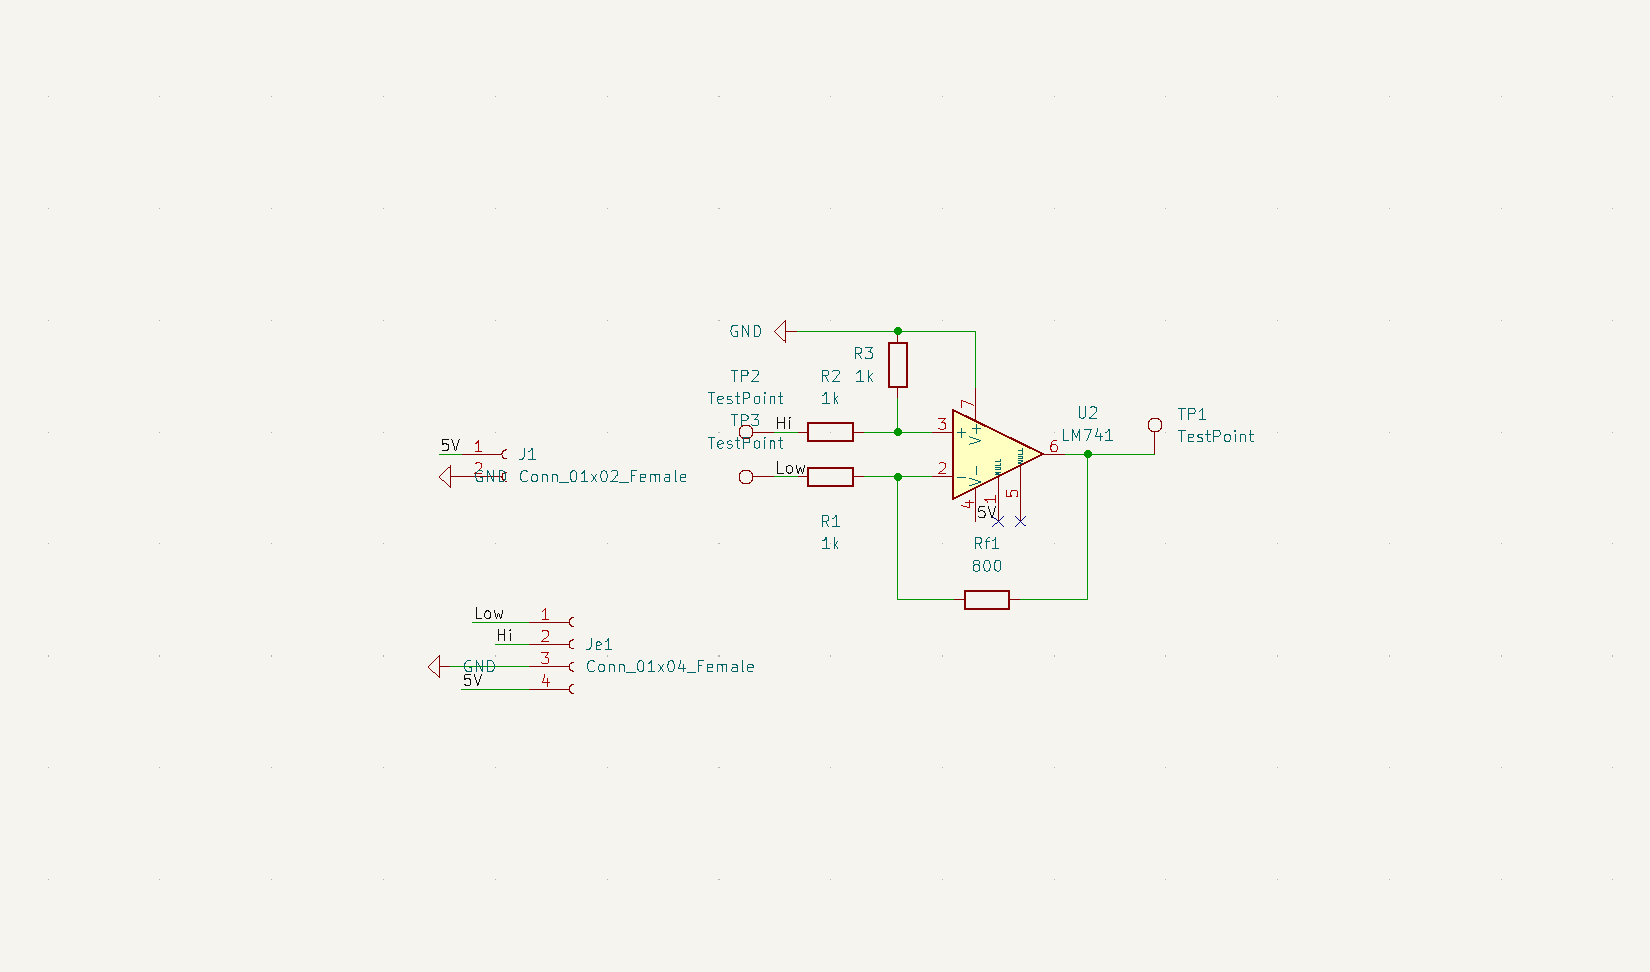 GND
R3
1k
TP2
TestPoint
R2
1k
TP3
TestPoint
Hi
Low
R1
1k
7
3
2
6
4
1
5
+
V+
-
V-
NULL
NULL
5V
U2
LM741
TP1
TestPoint
Rf1
800
5V
1
2
GND
J1
Conn_01x02_Female
Low
1
Hi
2
3
GND
5V
4
Je1
Conn_01x04_Female